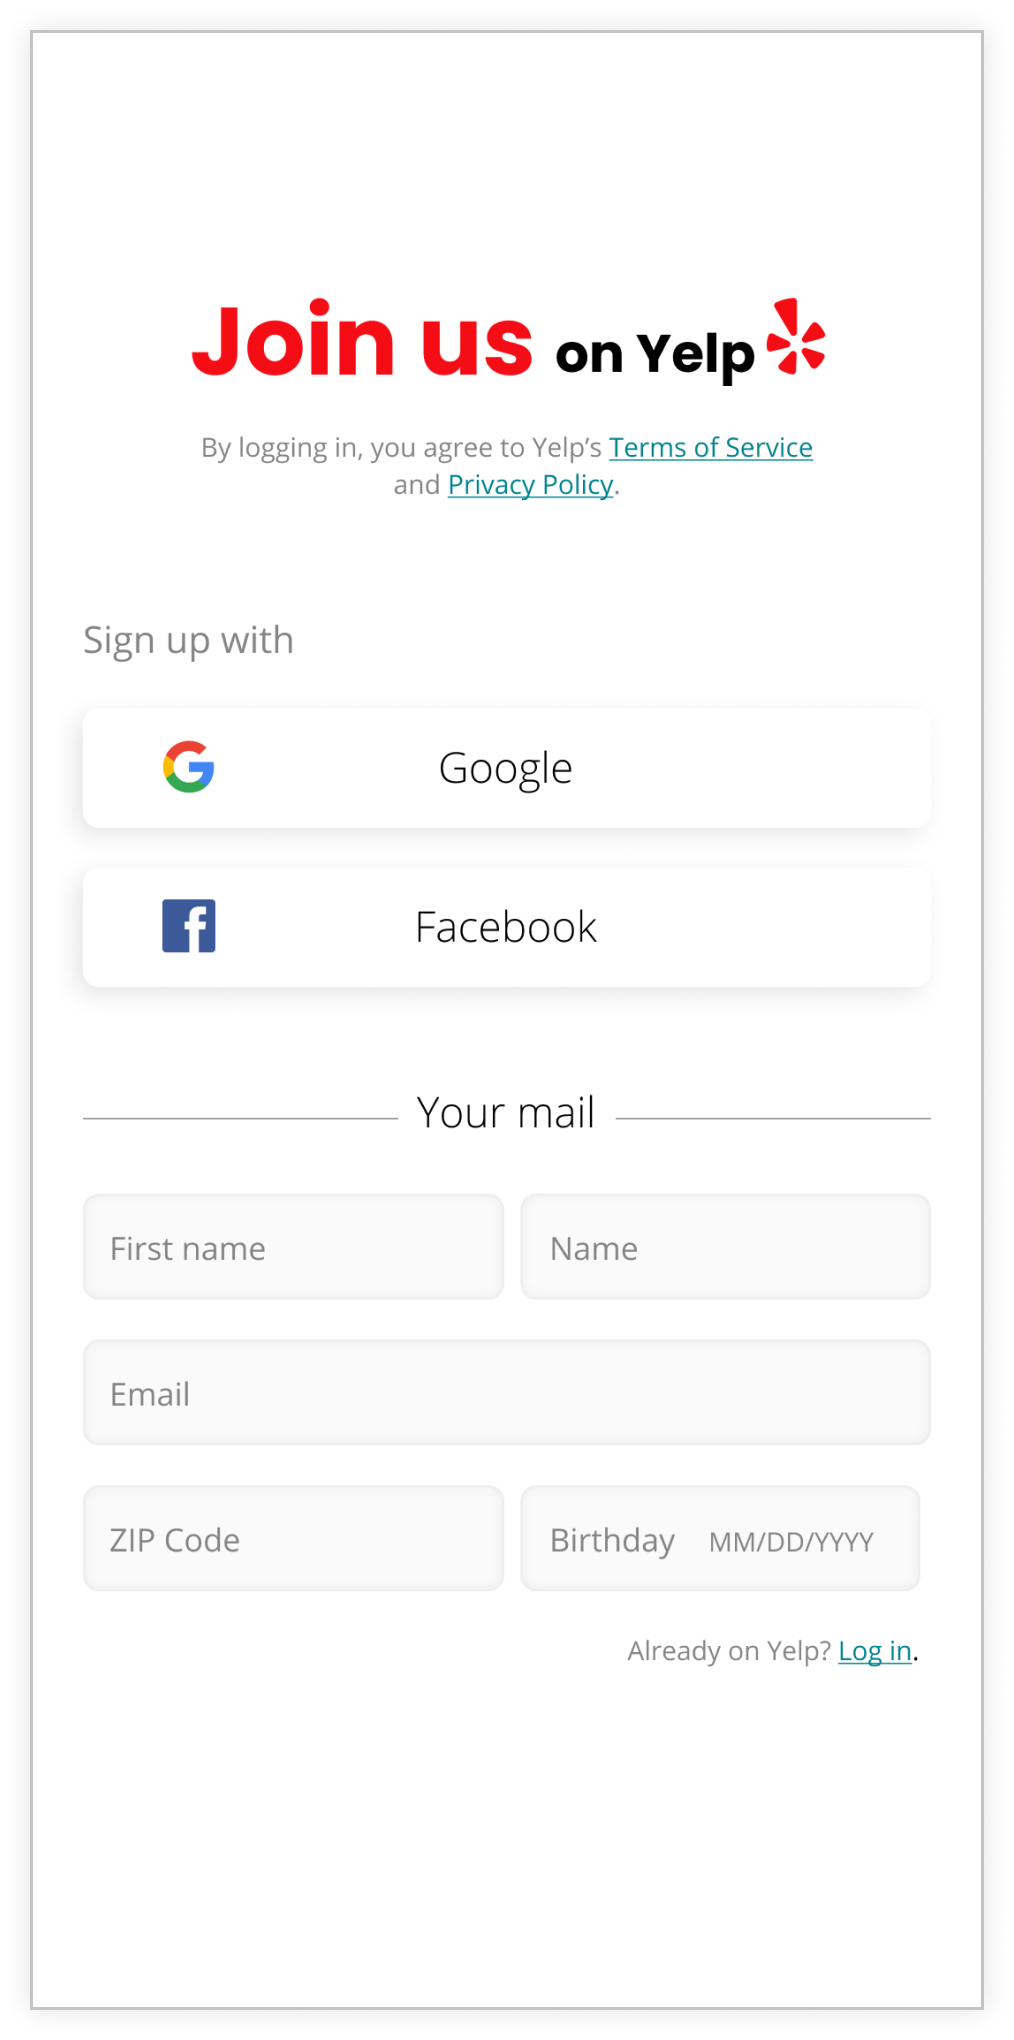 Join us on Yelp
By logging in, you agree to Yelp’s Terms of Service
and Privacy Policy.
Sign up with
Google
Facebook
Your mail
First name
Name
Email
ZIP Code
Birthday MM/DD/YYYY
Already on Yelp? Log in.